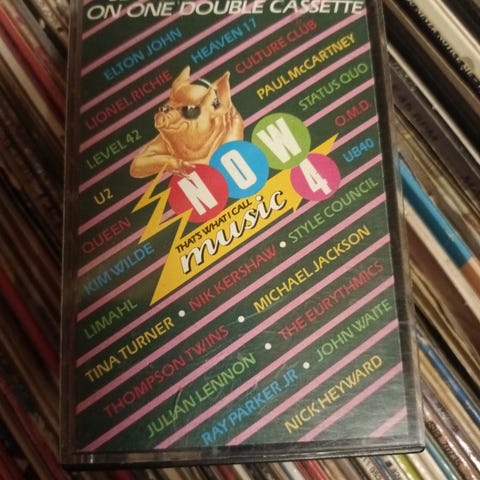 ON ONE DOUBLE CASSETTE
ELTON JOHN
HEAVEN 17
LIONEL RICHIE
CULTURE CLUB
PAUL McCARTNEY
LEVEL 42
STATUS QUO
U2
O.M.D.
QUEEN
UB40
NOW 4
THAT'S WHAT I CALL
music
KIM WILDE
STYLE COUNCIL
LIMAHL
NIK KERSHAW •
TINA TURNER •
MICHAEL JACKSON
THOMPSON TWINS •
THE EURYTHMICS
JULIAN LENNON •
JOHN WAITE
RAY PARKER JR •
NICK HEYWARD